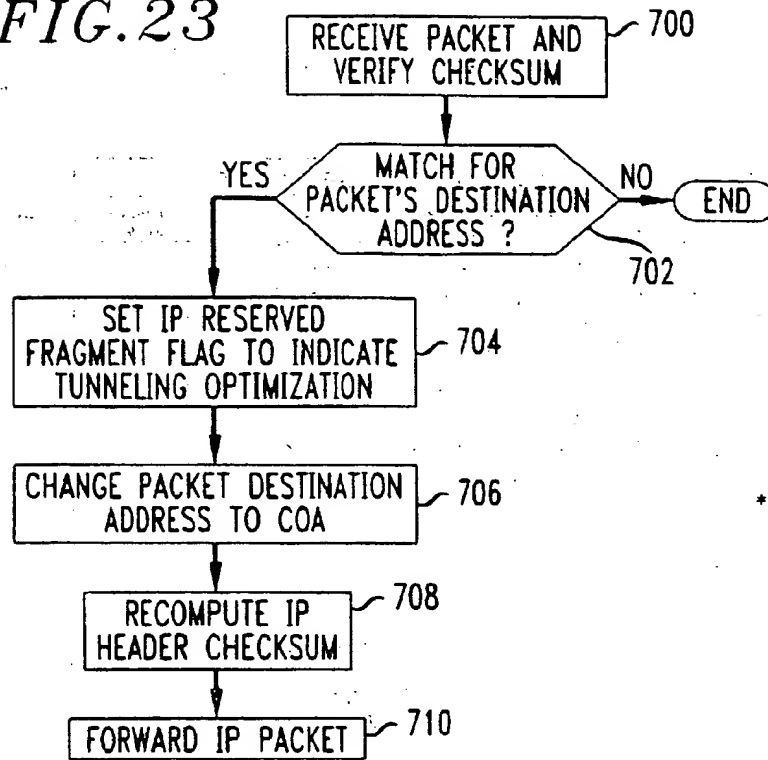 FIG. 23
RECEIVE PACKET AND
VERIFY CHECKSUM
700
MATCH FOR
PACKET'S DESTINATION
ADDRESS ?
702
YES
NO
END
SET IP RESERVED
FRAGMENT FLAG TO INDICATE
TUNNELING OPTIMIZATION
704
CHANGE PACKET DESTINATION
ADDRESS TO COA
706
*
RECOMPUTE IP
HEADER CHECKSUM
708
FORWARD IP PACKET
710